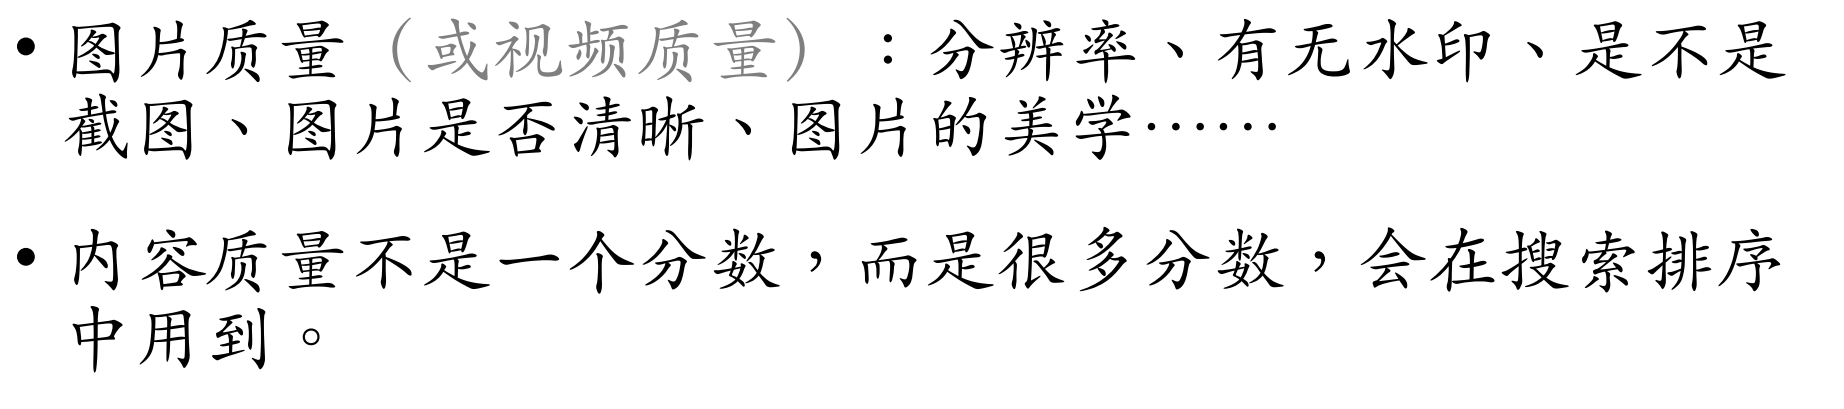 • 图片质量（或视频质量）：分辨率、有无水印、是不是
截图、图片是否清晰、图片的美学……
• 内容质量不是一个分数，而是很多分数，会在搜索排序
中用到。